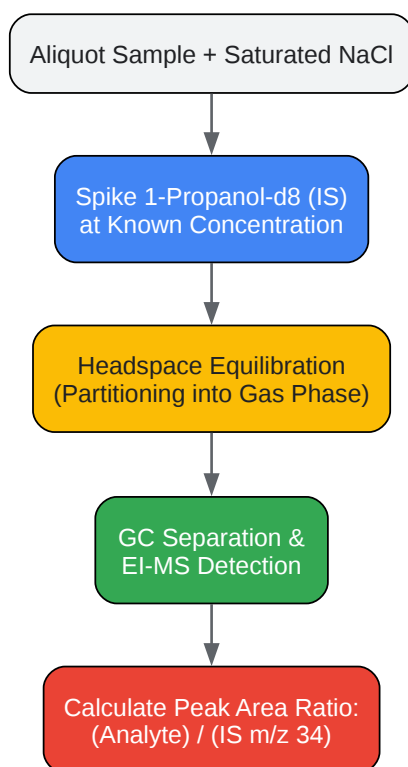 Aliquot Sample + Saturated NaCl
Spike 1-Propanol-d8 (IS)
at Known Concentration
Headspace Equilibration
(Partitioning into Gas Phase)
GC Separation &
EI-MS Detection
Calculate Peak Area Ratio:
(Analyte) / (IS m/z 34)